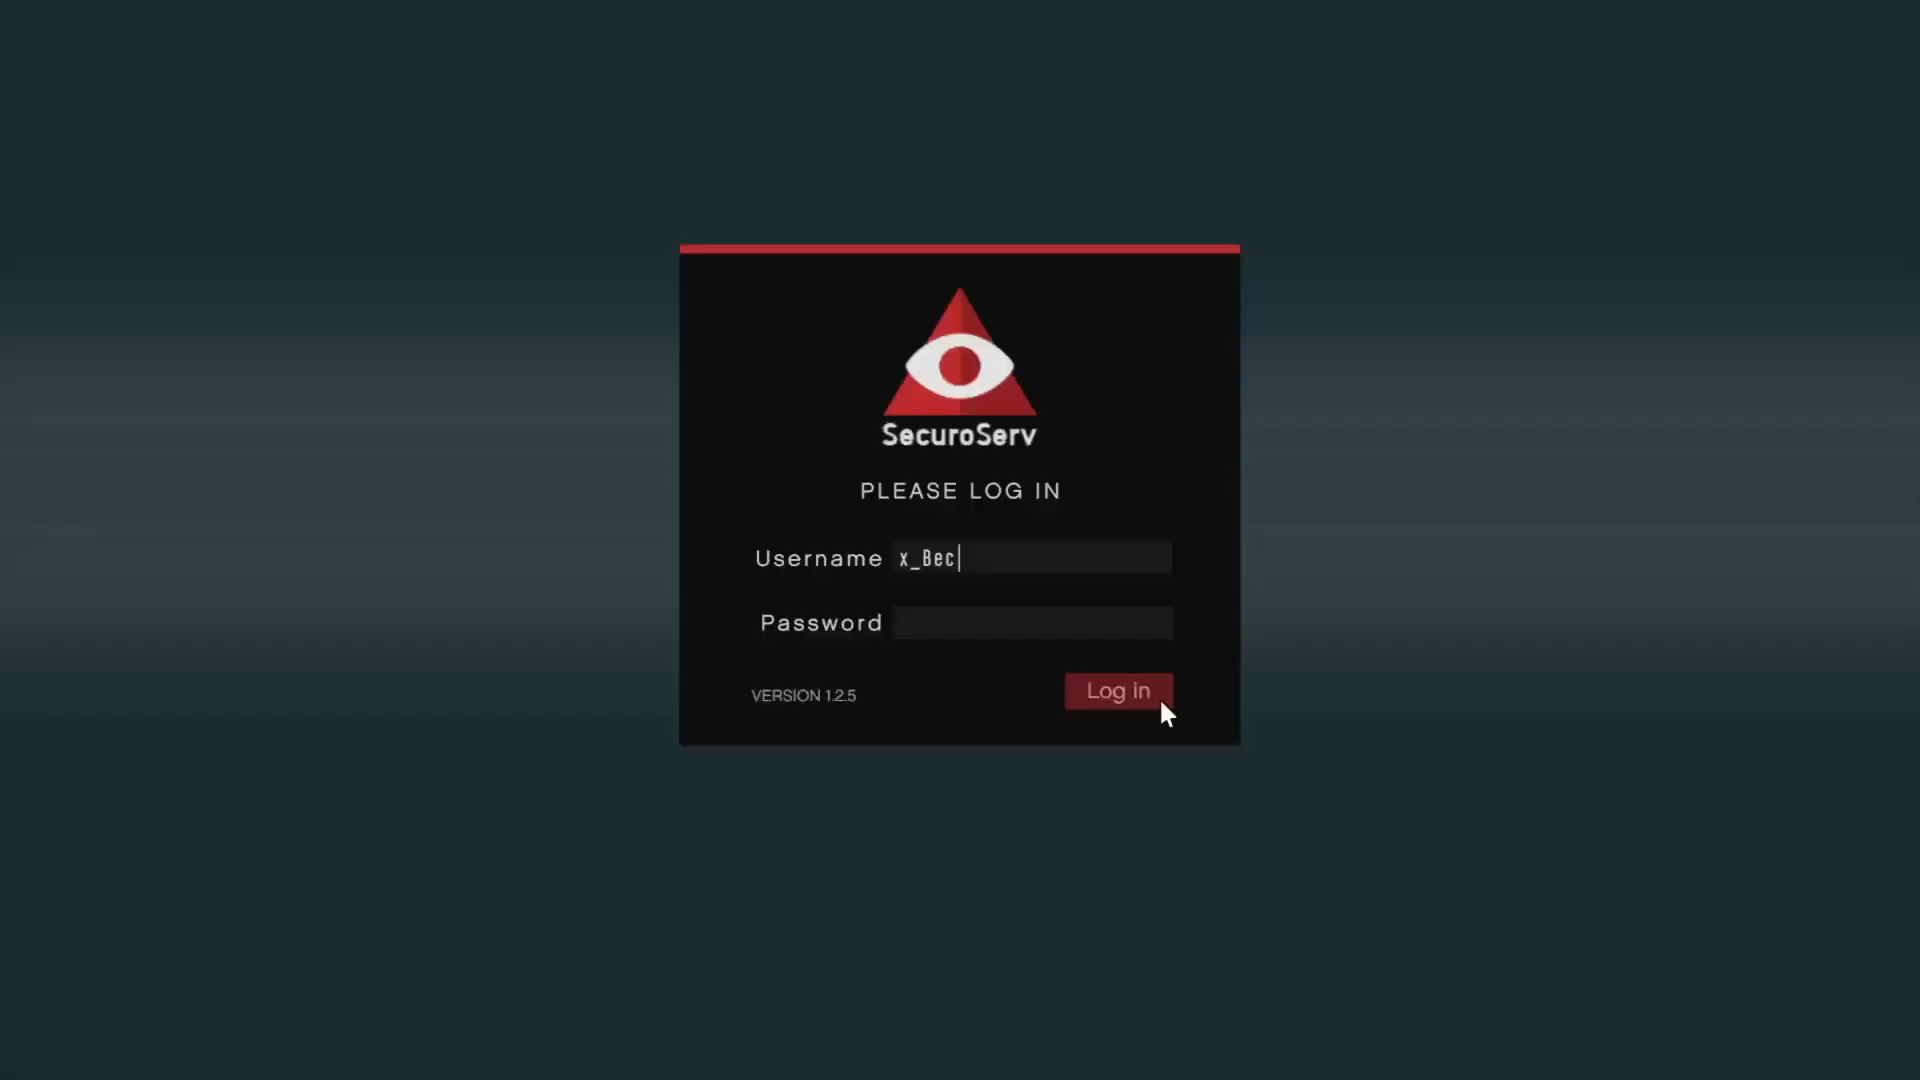 SecuroServ
PLEASE LOG IN
Username x_Bec
Password
VERSION 1.2.5 Log in